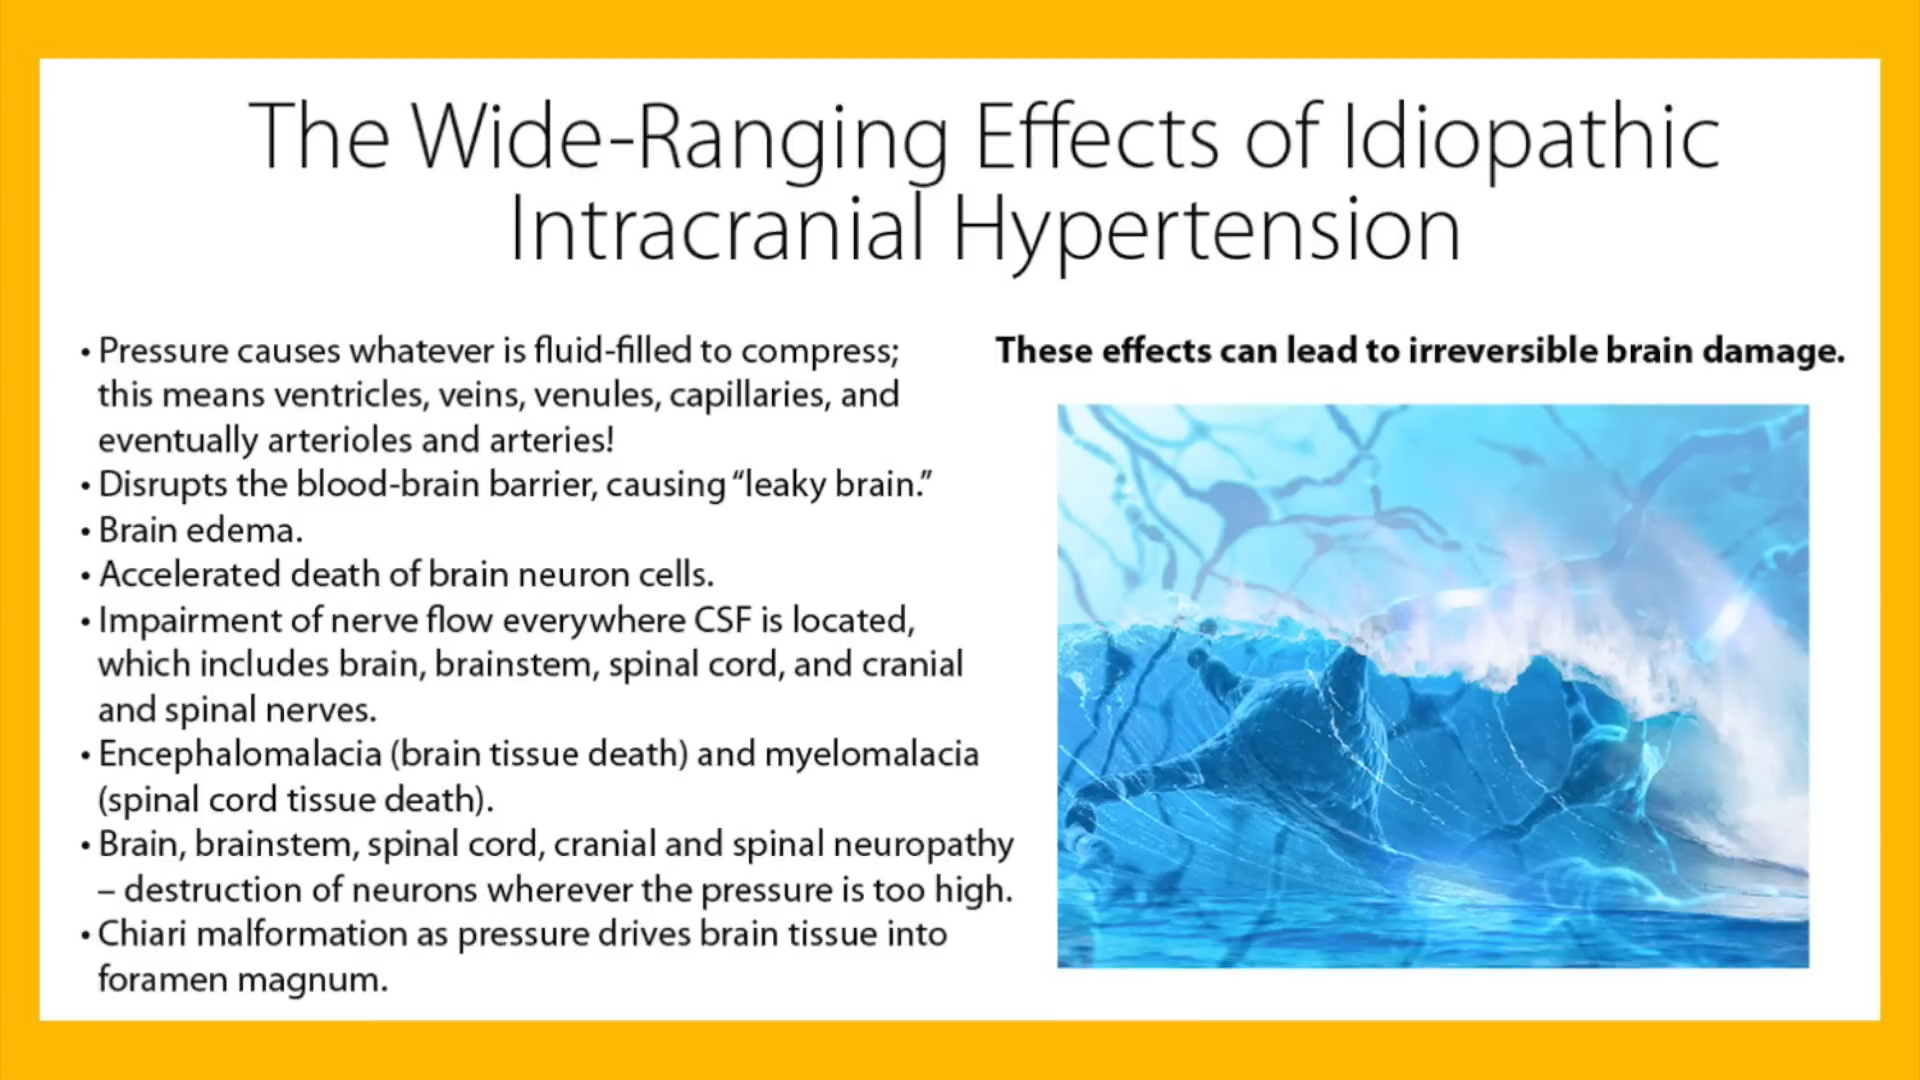 The Wide-Ranging Effects of Idiopathic
Intracranial Hypertension
• Pressure causes whatever is fluid-filled to compress;
this means ventricles, veins, venules, capillaries, and
eventually arterioles and arteries!
• Disrupts the blood-brain barrier, causing “leaky brain.”
• Brain edema.
• Accelerated death of brain neuron cells.
• Impairment of nerve flow everywhere CSF is located,
which includes brain, brainstem, spinal cord, and cranial
and spinal nerves.
• Encephalomalacia (brain tissue death) and myelomalacia
(spinal cord tissue death).
• Brain, brainstem, spinal cord, cranial and spinal neuropathy
– destruction of neurons wherever the pressure is too high.
• Chiari malformation as pressure drives brain tissue into
foramen magnum.
These effects can lead to irreversible brain damage.